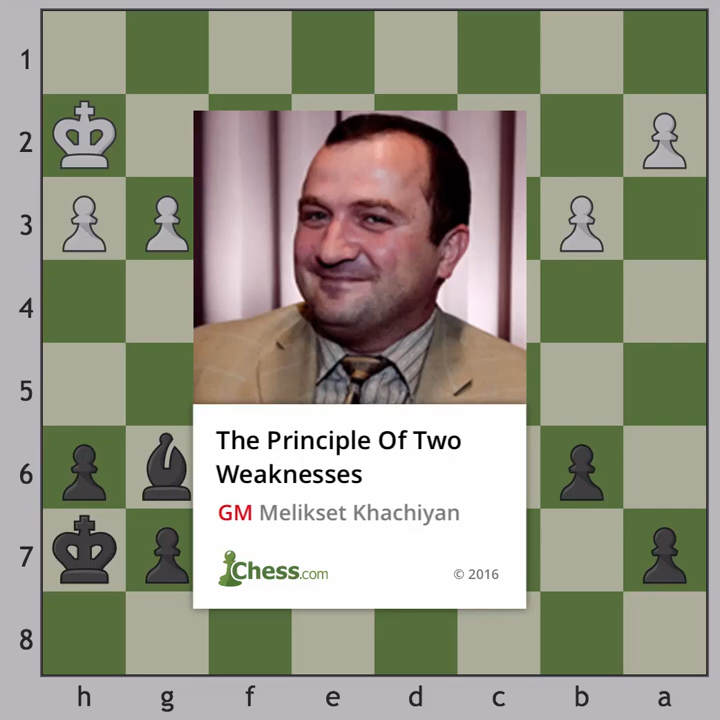 1
2
3
4
5
6
7
8
The Principle Of Two
Weaknesses
GM Melikset Khachiyan
Chess.com
© 2016
h g f e d c b a